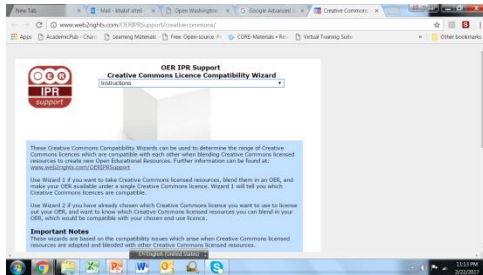 New Tab
Mail - khalaf altell
Open Washington
Google Advanced
Creative Commons
www.web2rights.com/OERIPRSupport/creativecommons/
Apps
AcademicPub - Chan
Learning Materials
Free, Open-source, Fr
CORE-Materials • Res
Virtual Training Suite
Other bookmarks
OER IPR Support
Creative Commons Licence Compatibility Wizard
Instructions
OER
IPR
support
These Creative Commons Compatibility Wizards can be used to determine the range of Creative
Commons licences which are compatible with each other when blending Creative Commons licensed
resources to create new Open Educational Resources. Further information can be found at:
www.web2rights.com/OERIPRSupport
Use Wizard 1 if you want to take Creative Commons licensed resources, blend them in an OER, and
make your OER available under a single Creative Commons licence. Wizard 1 will tell you which
Creative Commons licences are compatible.
Use Wizard 2 if you have already chosen which Creative Commons licence you want to use to license
out your OER, and want to know which Creative Commons licensed resources you can blend in your
OER, which would be compatible with your chosen end use licence.
Important Notes
These wizards are based on the compatibility issues which arise when Creative Commons licensed
resources are adapted and blended with other Creative Commons licensed resources.
EN English (United States)
11:13 PM
2/22/2017